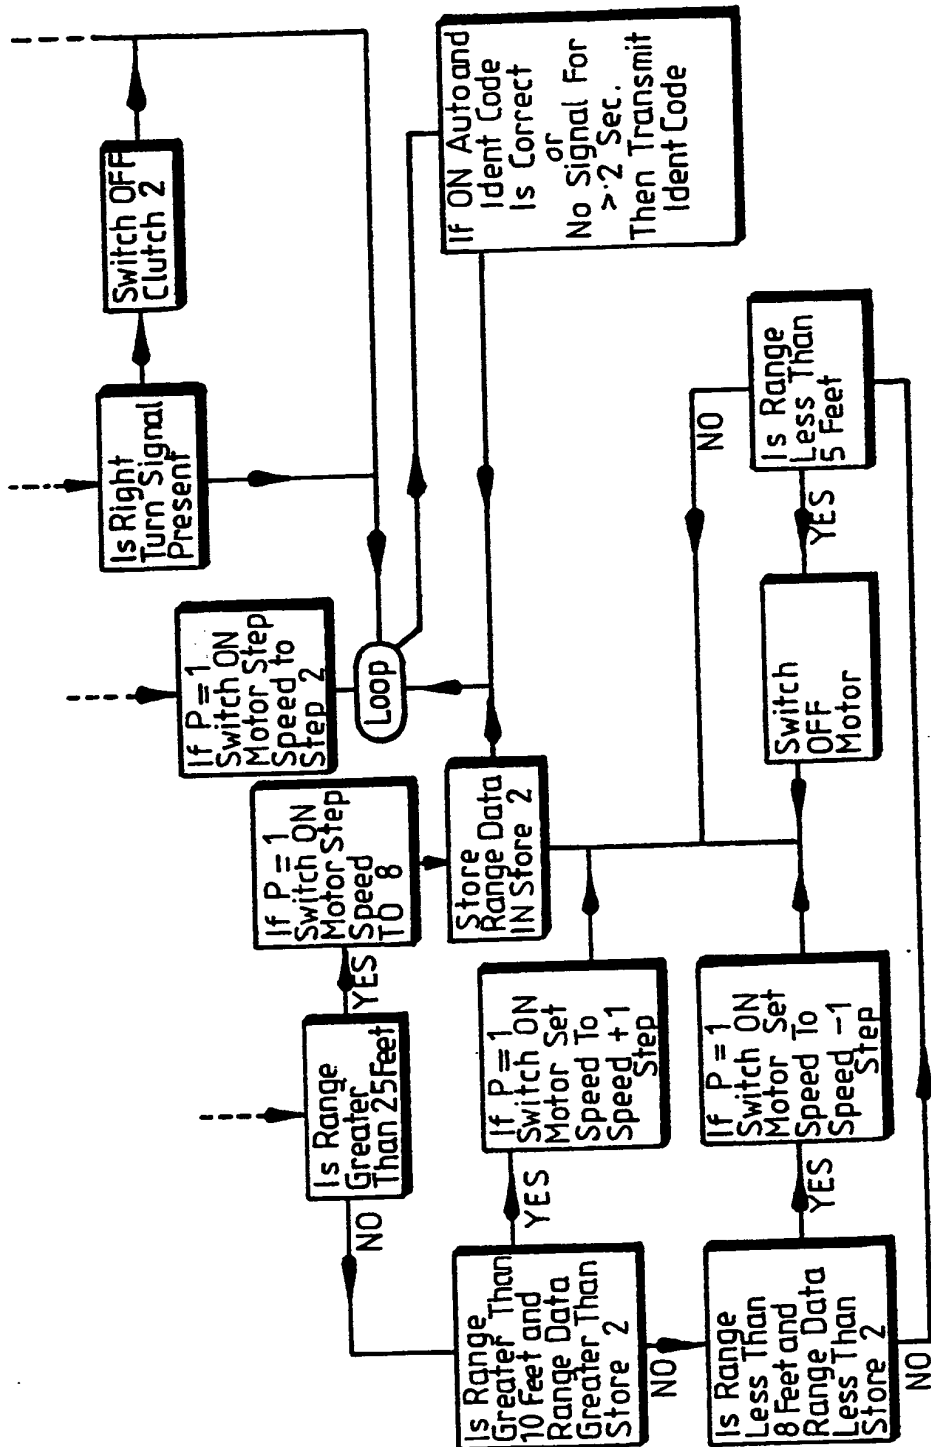 Is Range
Greater
Than 25Feet
YES
NO
If P = 1
Switch ON
Motor Step
Speed
TO 8
If P = 1
Switch ON
Motor Step
Speed to
Step 2
Is Right
Turn Signal
Present
Switch OFF
Clutch 2
Loop
If ON Auto and
Ident Code
Is Correct
or
No Signal For
>·2 Sec.
Then Transmit
Ident Code
Is Range
Greater Than
10 Feet and
Range Data
Greater Than
Store 2
YES
NO
If P = 1
Switch ON
Motor Set
Speed To
Speed +1
Step
Store
Range Data
IN Store 2
Is Range
Less Than
8 Feet and
Range Data
Less Than
Store 2
YES
NO
If P = 1
Switch ON
Motor Set
Speed To
Speed -1
Step
Switch
OFF
Motor
YES
NO
Is Range
Less Than
5 Feet